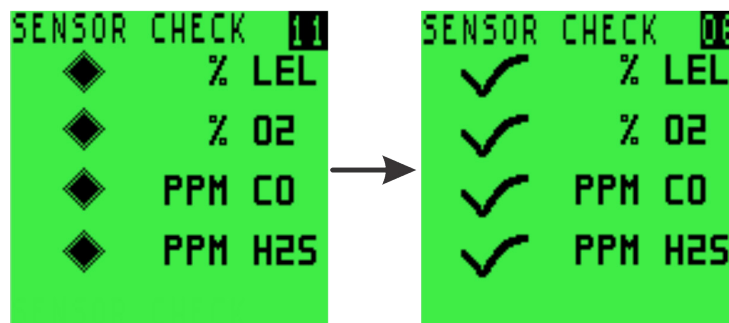 SENSOR CHECK 11
% LEL
% O2
PPM CO
PPM H2S
SENSOR CHECK
% LEL
% O2
PPM CO
PPM H2S